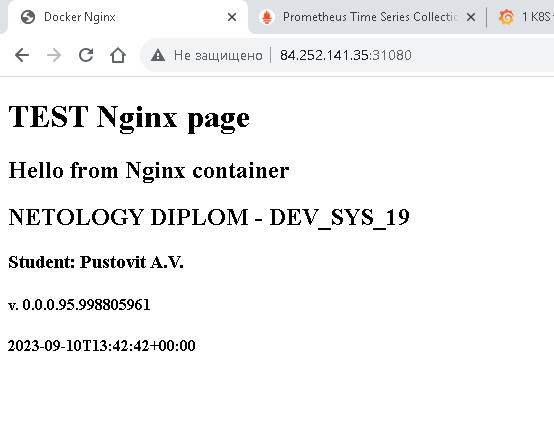 Docker Nginx
Prometheus Time Series Collectic
1 K8S
Не защищено
84.252.141.35:31080
TEST Nginx page
Hello from Nginx container
NETOLOGY DIPLOM - DEV_SYS_19
Student: Pustovit A.V.
v. 0.0.0.95.998805961
2023-09-10T13:42:42+00:00